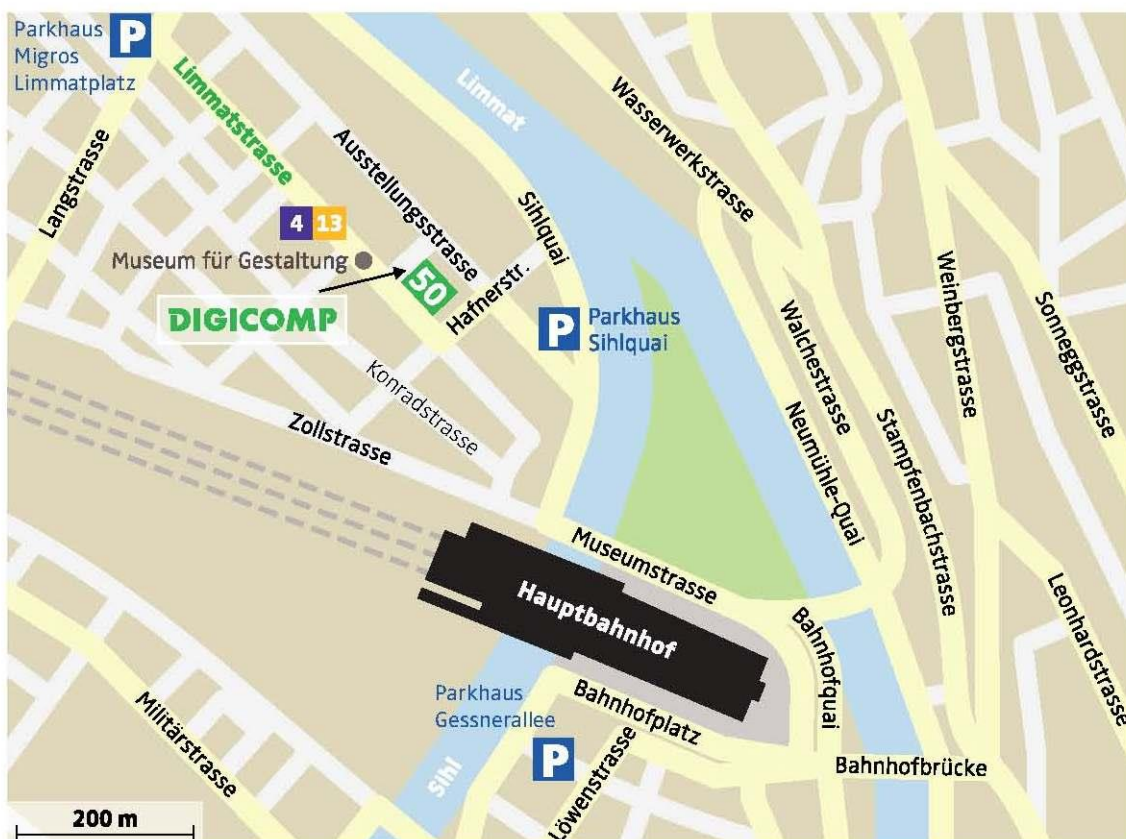 Parkhaus
Migros
Limmatplatz
P
Limmatstrasse
Langstrasse
Ausstellungsstrasse
Limmat
Wasserwerkstrasse
Sihlquai
4 13
Museum für Gestaltung
DIGICOMP
50
Hafnerstr.
P
Parkhaus
Sihlquai
Konradstrasse
Zollstrasse
Walchestrasse
Neumühle-Quai
Stampfenbachstrasse
Weinbergstrasse
Sonneggstrasse
Leonhardstrasse
Museumstrasse
Hauptbahnhof
Bahnhofquai
Bahnhofplatz
Parkhaus
Gessnerallee
P
Militärstrasse
Sihl
Löwenstrasse
Bahnhofbrücke
200 m